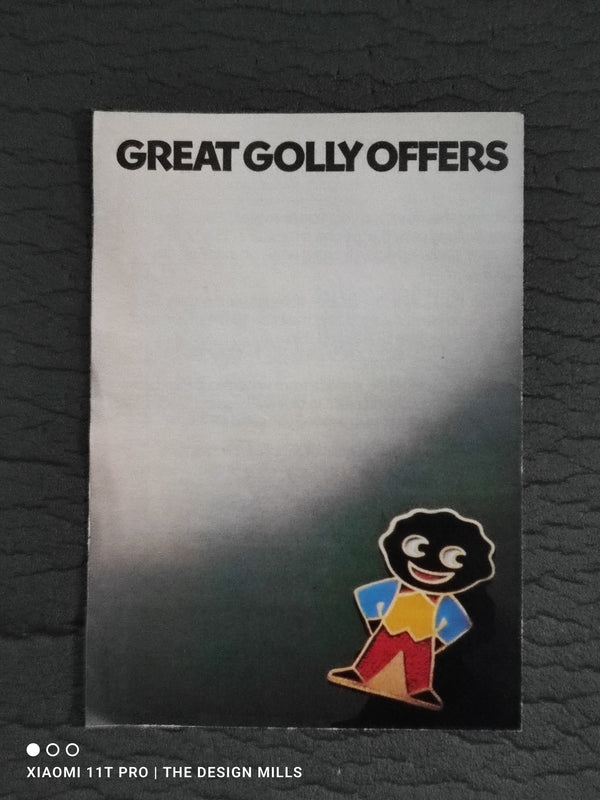 GREAT GOLLY OFFERS
XIAOMI 11T PRO | THE DESIGN MILLS